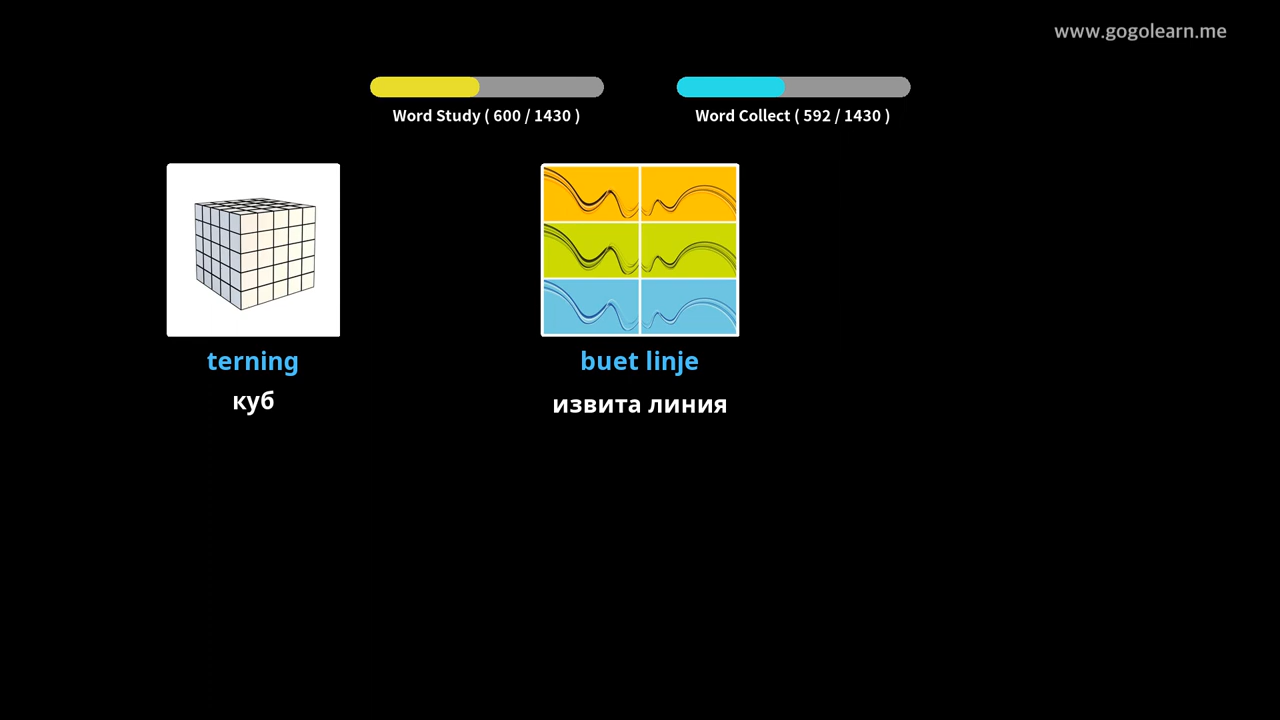 www.gogolearn.me
Word Study ( 600 / 1430 )
Word Collect ( 592 / 1430 )
terning
куб
buet linje
извита линия